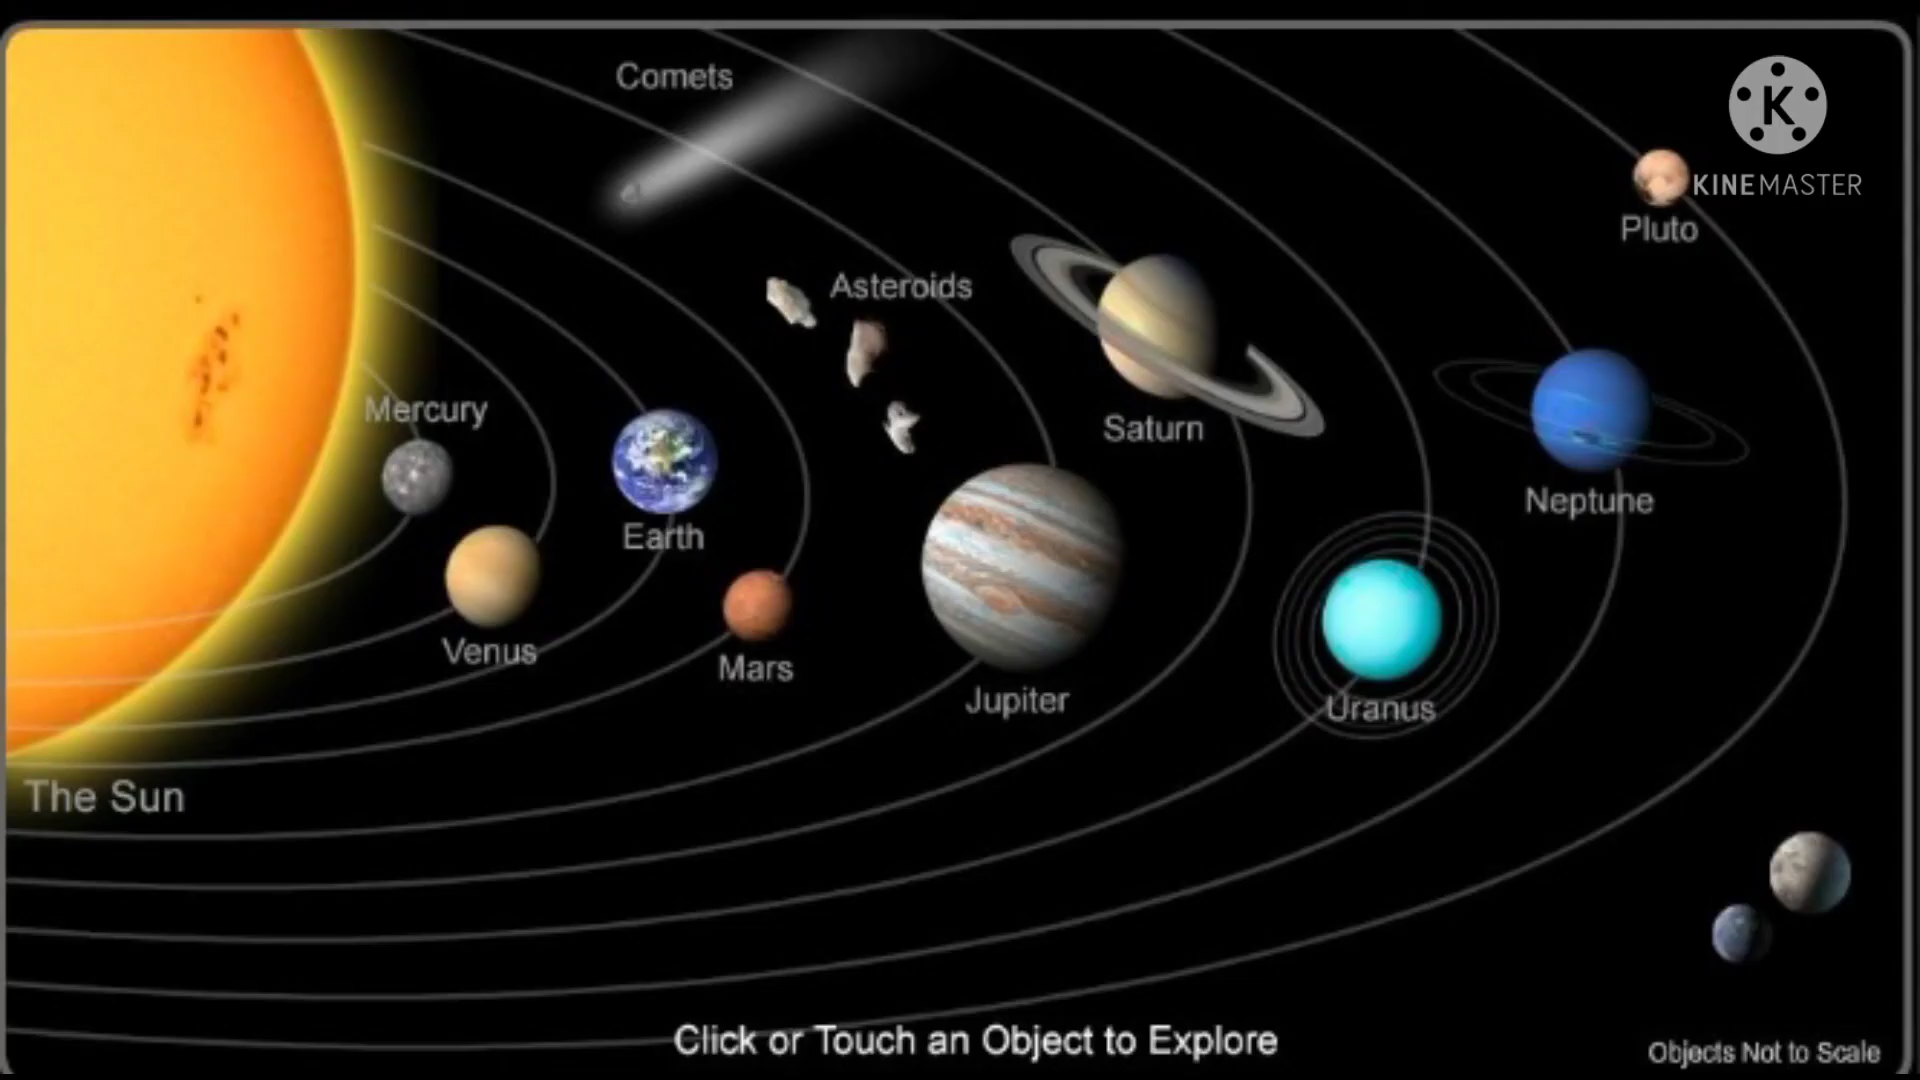 Comets
K
KINEMASTER
Pluto
Asteroids
Mercury
Saturn
Neptune
Earth
Venus
Mars
Jupiter
Uranus
The Sun
Click or Touch an Object to Explore
Objects Not to Scale